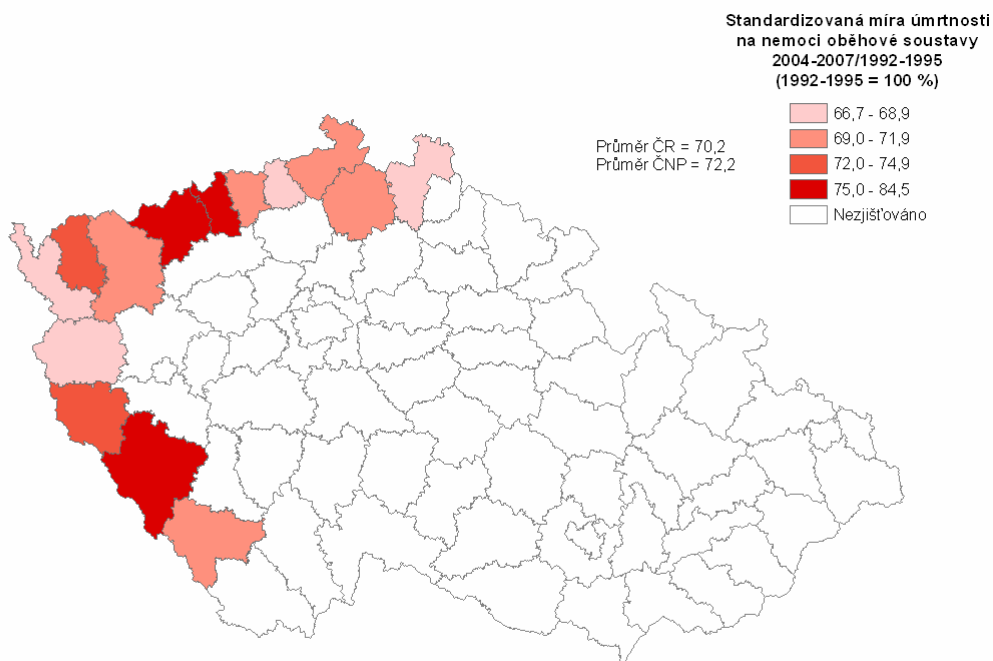 Standardizovaná míra úmrtnosti
na nemoci oběhové soustavy
2004-2007/1992-1995
(1992-1995 = 100 %)
66,7 - 68,9
69,0 - 71,9
72,0 - 74,9
75,0 - 84,5
Nezjišťováno
Průměr ČR = 70,2
Průměr ČNP = 72,2